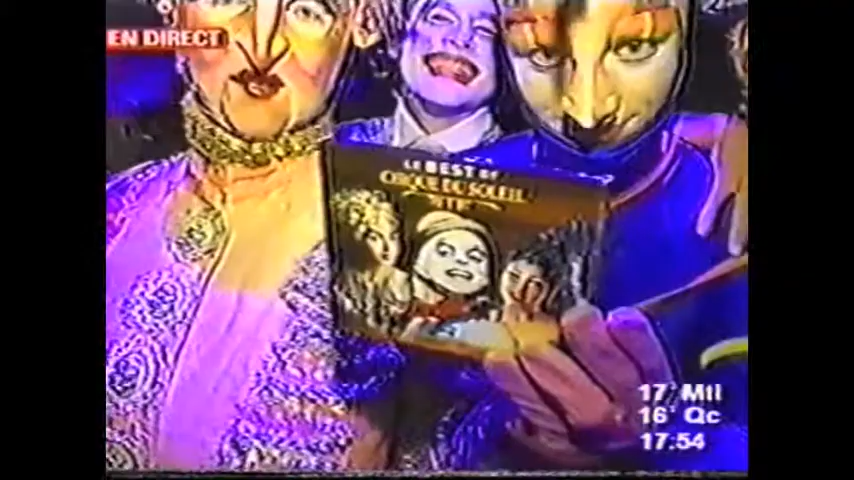 EN DIRECT
LE BEST OF
CIRQUE DU SOLEIL
17° Mtl
16° Qc
17:54